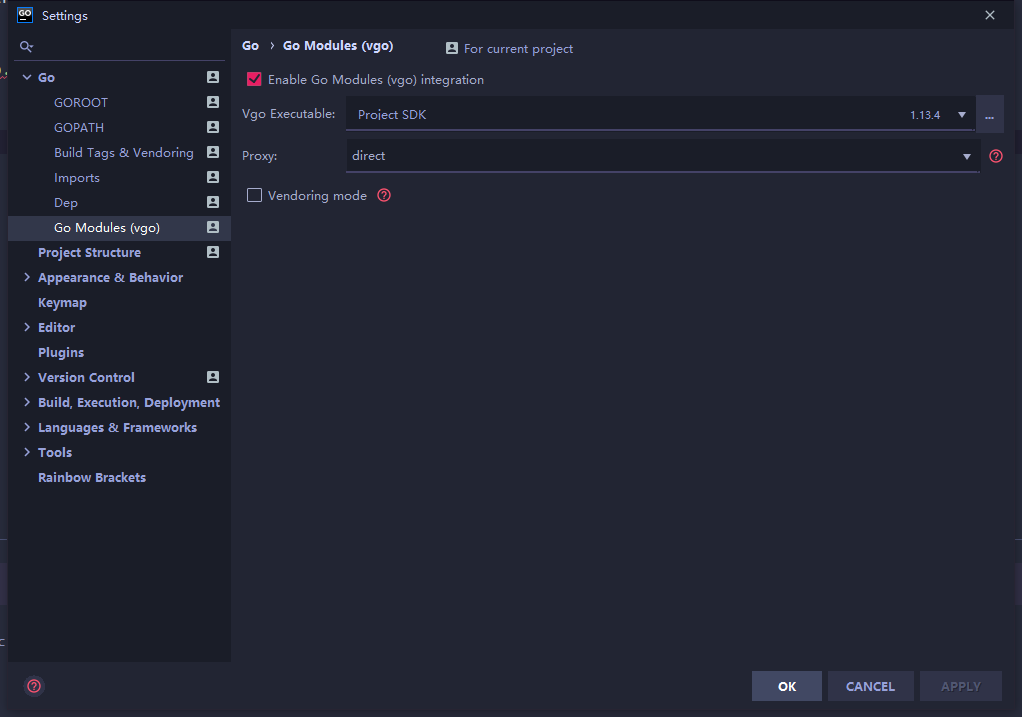 GO
Settings
Go
GOROOT
GOPATH
Build Tags & Vendoring
Imports
Dep
Go Modules (vgo)
Project Structure
Appearance & Behavior
Keymap
Editor
Plugins
Version Control
Build, Execution, Deployment
Languages & Frameworks
Tools
Rainbow Brackets
Go › Go Modules (vgo) For current project
Enable Go Modules (vgo) integration
Vgo Executable: Project SDK 1.13.4 ...
Proxy: direct ?
Vendoring mode ?
? OK CANCEL APPLY